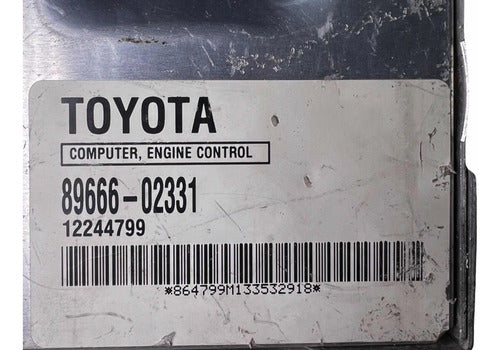 TOYOTA
COMPUTER, ENGINE CONTROL
89666-02331
12244799
*864799M133532918*